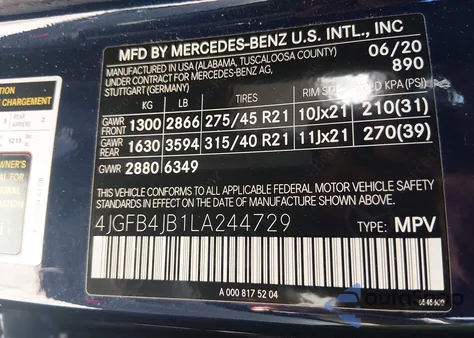 MFD BY MERCEDES-BENZ U.S. INTL., INC
MANUFACTURED IN USA (ALABAMA, TUSCALOOSA COUNTY) 06/20
UNDER CONTRACT FOR MERCEDES-BENZ AG, 890
STUTTGART/GERMANY
KG LB TIRES RIM SIZE COLD KPA (PSI)
GAWR FRONT 1300 2866 275/45 R21 10Jx21 210(31)
GAWR REAR 1630 3594 315/40 R21 11Jx21 270(39)
GVWR 2880 6349
THIS VEHICLE CONFORMS TO ALL APPLICABLE FEDERAL MOTOR VEHICLE SAFETY
STANDARDS IN EFFECT ON THE DATE OF MANUFACTURE SHOWN ABOVE.
4JGFB4JB1LA244729 TYPE: MPV
A 000 817 52 04
CHARGEMENT
REAR 2
WNER'S